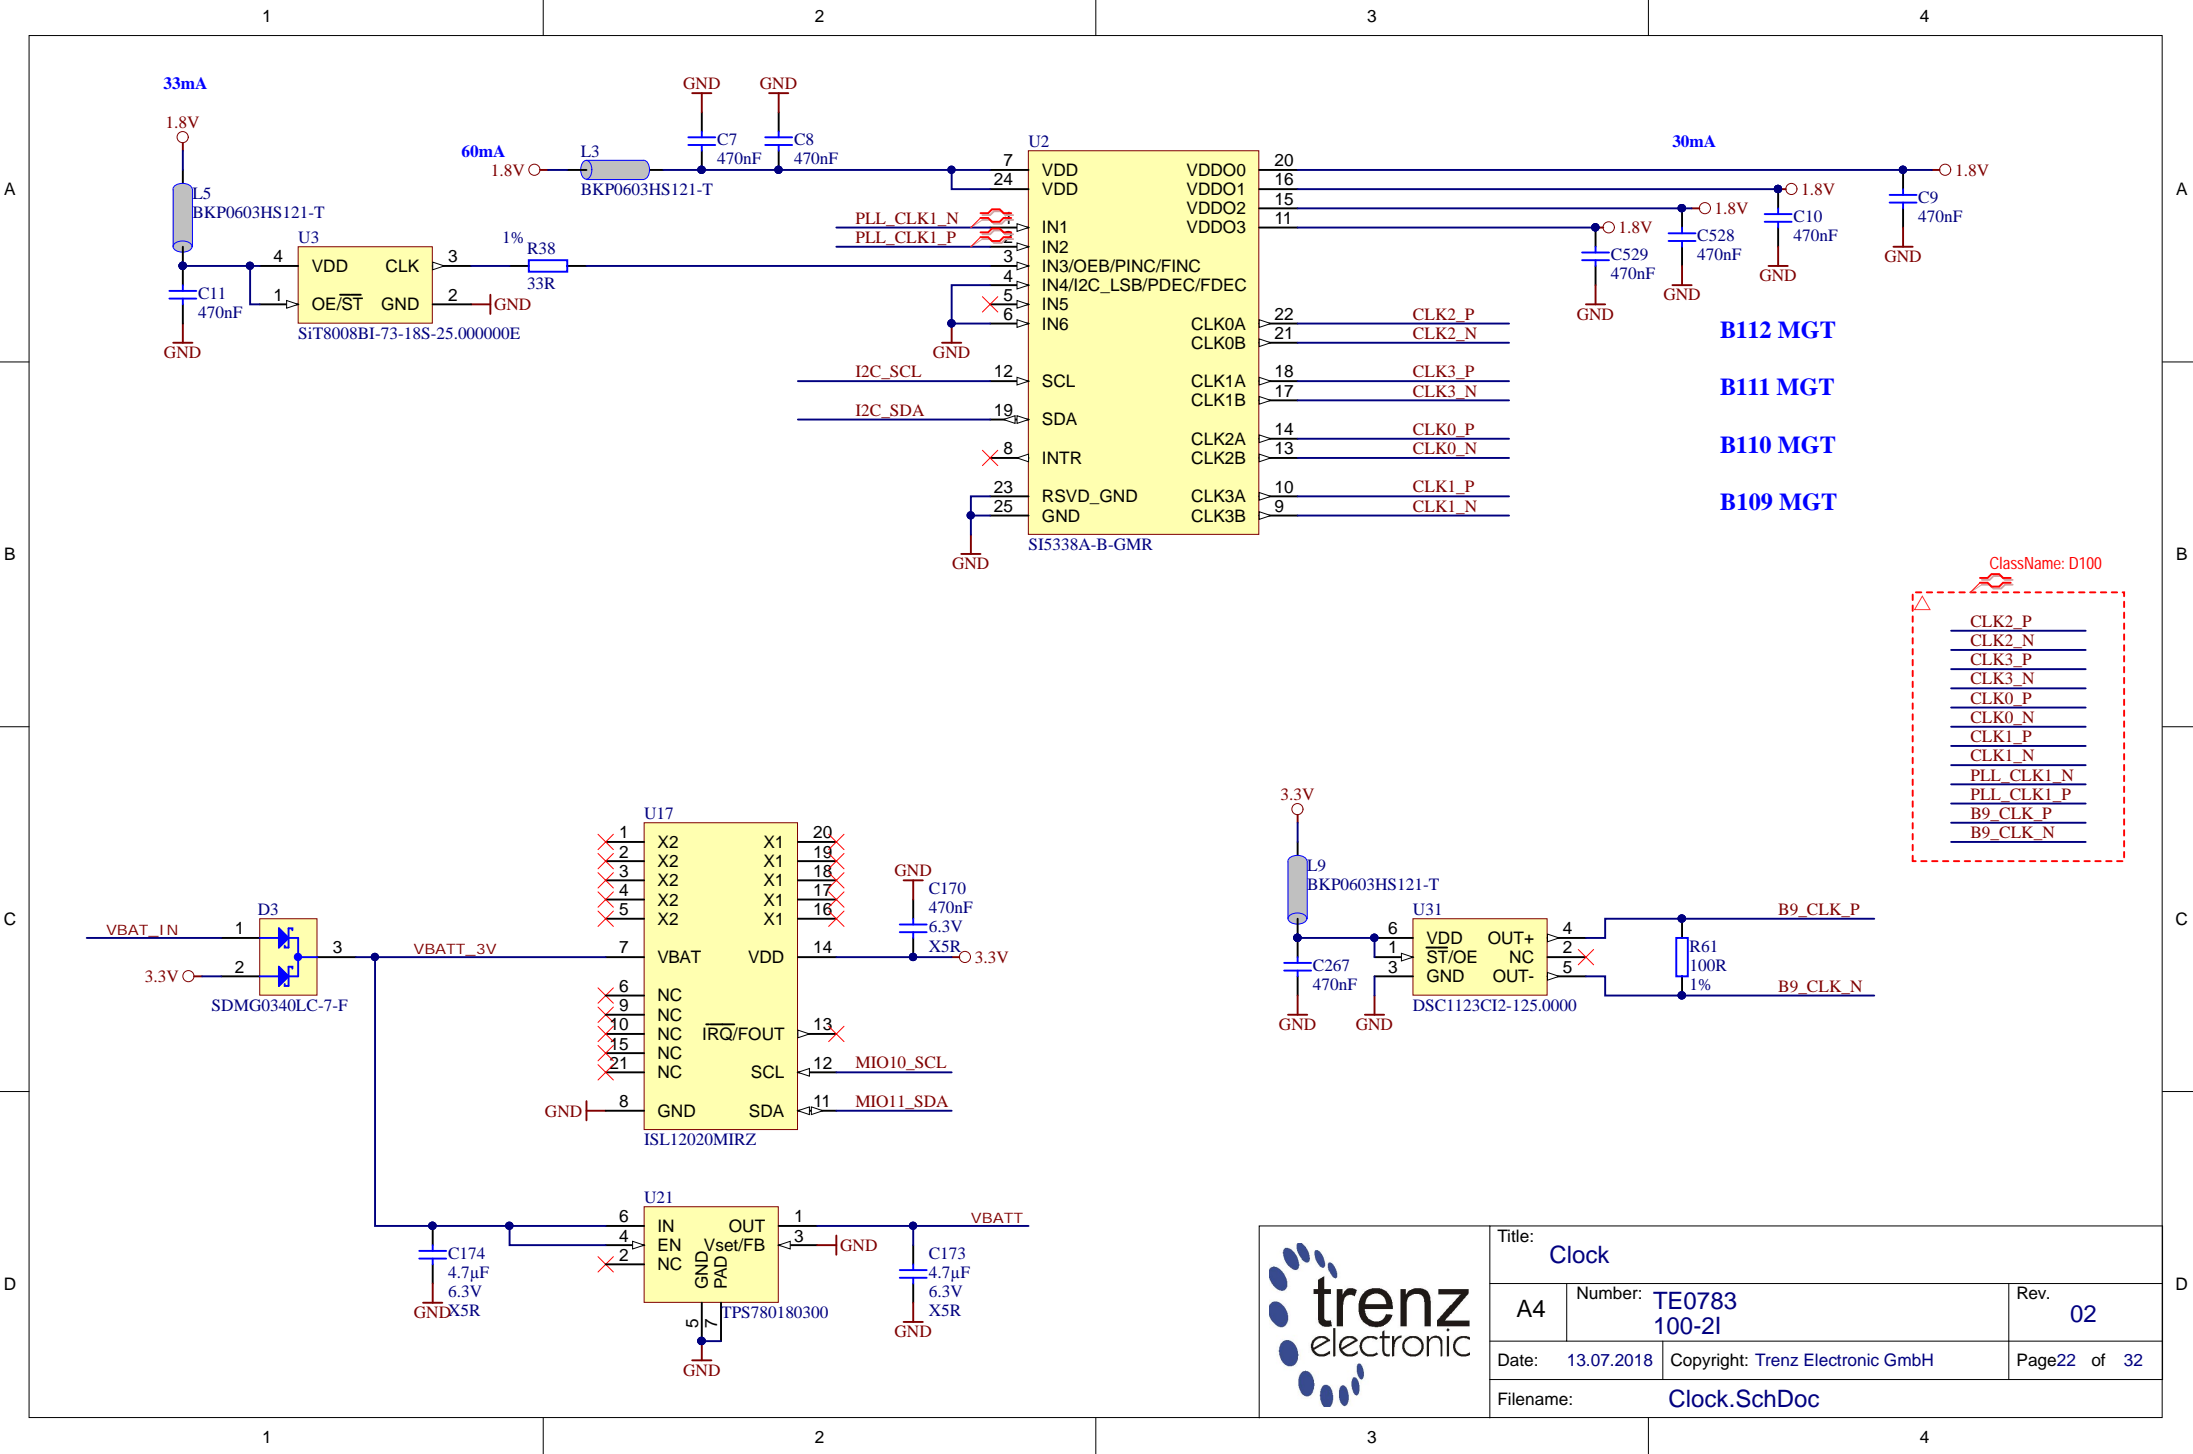 1 2 3 4
A
B
C
D
33mA
1.8V
L5
BKP0603HS121-T
C11
470nF
GND
U3
4 VDD CLK 3
1 OE/ST GND 2 GND
SiT8008BI-73-18S-25.000000E
1% R38
33R
60mA
1.8V
L3
BKP0603HS121-T
GND
C7
470nF
GND
C8
470nF
U2
7 VDD
24 VDD
PLL_CLK1_N IN1
PLL_CLK1_P 2 IN2
3 IN3/OEB/PINC/FINC
4 IN4/I2C_LSB/PDEC/FDEC
5 IN5
6 IN6
GND
I2C_SCL 12 SCL
I2C_SDA 19 SDA
8 INTR
23 RSVD_GND
25 GND
GND
SI5338A-B-GMR
VDDO0 20
VDDO1 16
VDDO2 15
VDDO3 11
CLK0A 22 CLK2_P
CLK0B 21 CLK2_N
CLK1A 18 CLK3_P
CLK1B 17 CLK3_N
CLK2A 14 CLK0_P
CLK2B 13 CLK0_N
CLK3A 10 CLK1_P
CLK3B 9 CLK1_N
30mA
1.8V
C9
470nF
GND
1.8V
C10
470nF
GND
1.8V
C528
470nF
GND
1.8V
C529
470nF
GND
B112 MGT
B111 MGT
B110 MGT
B109 MGT
ClassName: D100
CLK2_P
CLK2_N
CLK3_P
CLK3_N
CLK0_P
CLK0_N
CLK1_P
CLK1_N
PLL_CLK1_N
PLL_CLK1_P
B9_CLK_P
B9_CLK_N
D3
VBAT_IN 1
3.3V 2
3 VBATT_3V
SDMG0340LC-7-F
U17
1 X2 X1 20
2 X2 X1 19
3 X2 X1 18
4 X2 X1 17
5 X2 X1 16
7 VBAT VDD 14
6 NC
9 NC
10 NC IRQ/FOUT 13
15 NC
21 NC SCL 12 MIO10_SCL
GND 8 GND SDA 11 MIO11_SDA
ISL12020MIRZ
GND
C170
470nF
6.3V
X5R
3.3V
3.3V
L9
BKP0603HS121-T
C267
470nF
GND
GND
U31
6 VDD OUT+ 4
1 ST/OE NC 2
3 GND OUT- 5
DSC1123CI2-125.0000
B9_CLK_P
R61
100R
1%
B9_CLK_N
U21
6 IN OUT 1 VBATT
4 EN Vset/FB 3 GND
2 NC
GND
PAD
5
7
TPS780180300
GND
C174
4.7µF
6.3V
X5R
GND
C173
4.7µF
6.3V
X5R
GND
trenz
electronic
Title:
Clock
A4 Number: TE0783
100-2I
Rev.
02
Date: 13.07.2018 Copyright: Trenz Electronic GmbH Page22 of 32
Filename: Clock.SchDoc
A
B
C
D
1 2 3 4